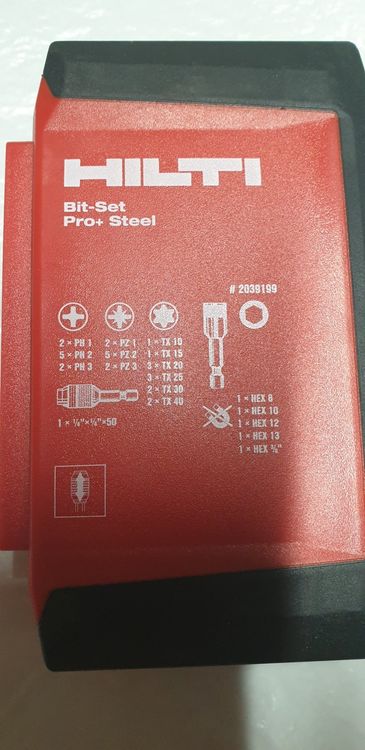 HILTI
Bit-Set
Pro+ Steel
# 2039199
2 × PH 1
5 × PH 2
2 × PH 3
2 × PZ 1
5 × PZ 2
2 × PZ 3
1 × TX 10
1 × TX 15
3 × TX 20
3 × TX 25
2 × TX 30
2 × TX 40
1 × ¼"×¼"×50
1 × HEX 8
1 × HEX 10
1 × HEX 12
1 × HEX 13
1 × HEX ⅜"